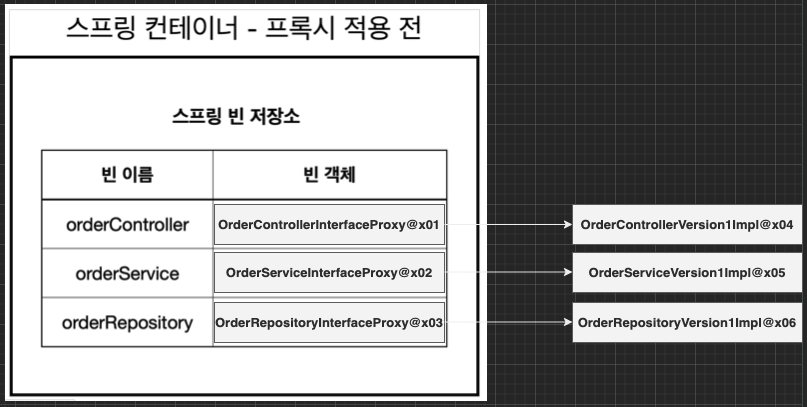 스프링 컨테이너 - 프록시 적용 전
스프링 빈 저장소
빈 이름 빈 객체
orderController OrderControllerInterfaceProxy@x01 OrderControllerVersion1Impl@x04
orderService OrderServiceInterfaceProxy@x02 OrderServiceVersion1Impl@x05
orderRepository OrderRepositoryInterfaceProxy@x03 OrderRepositoryVersion1Impl@x06